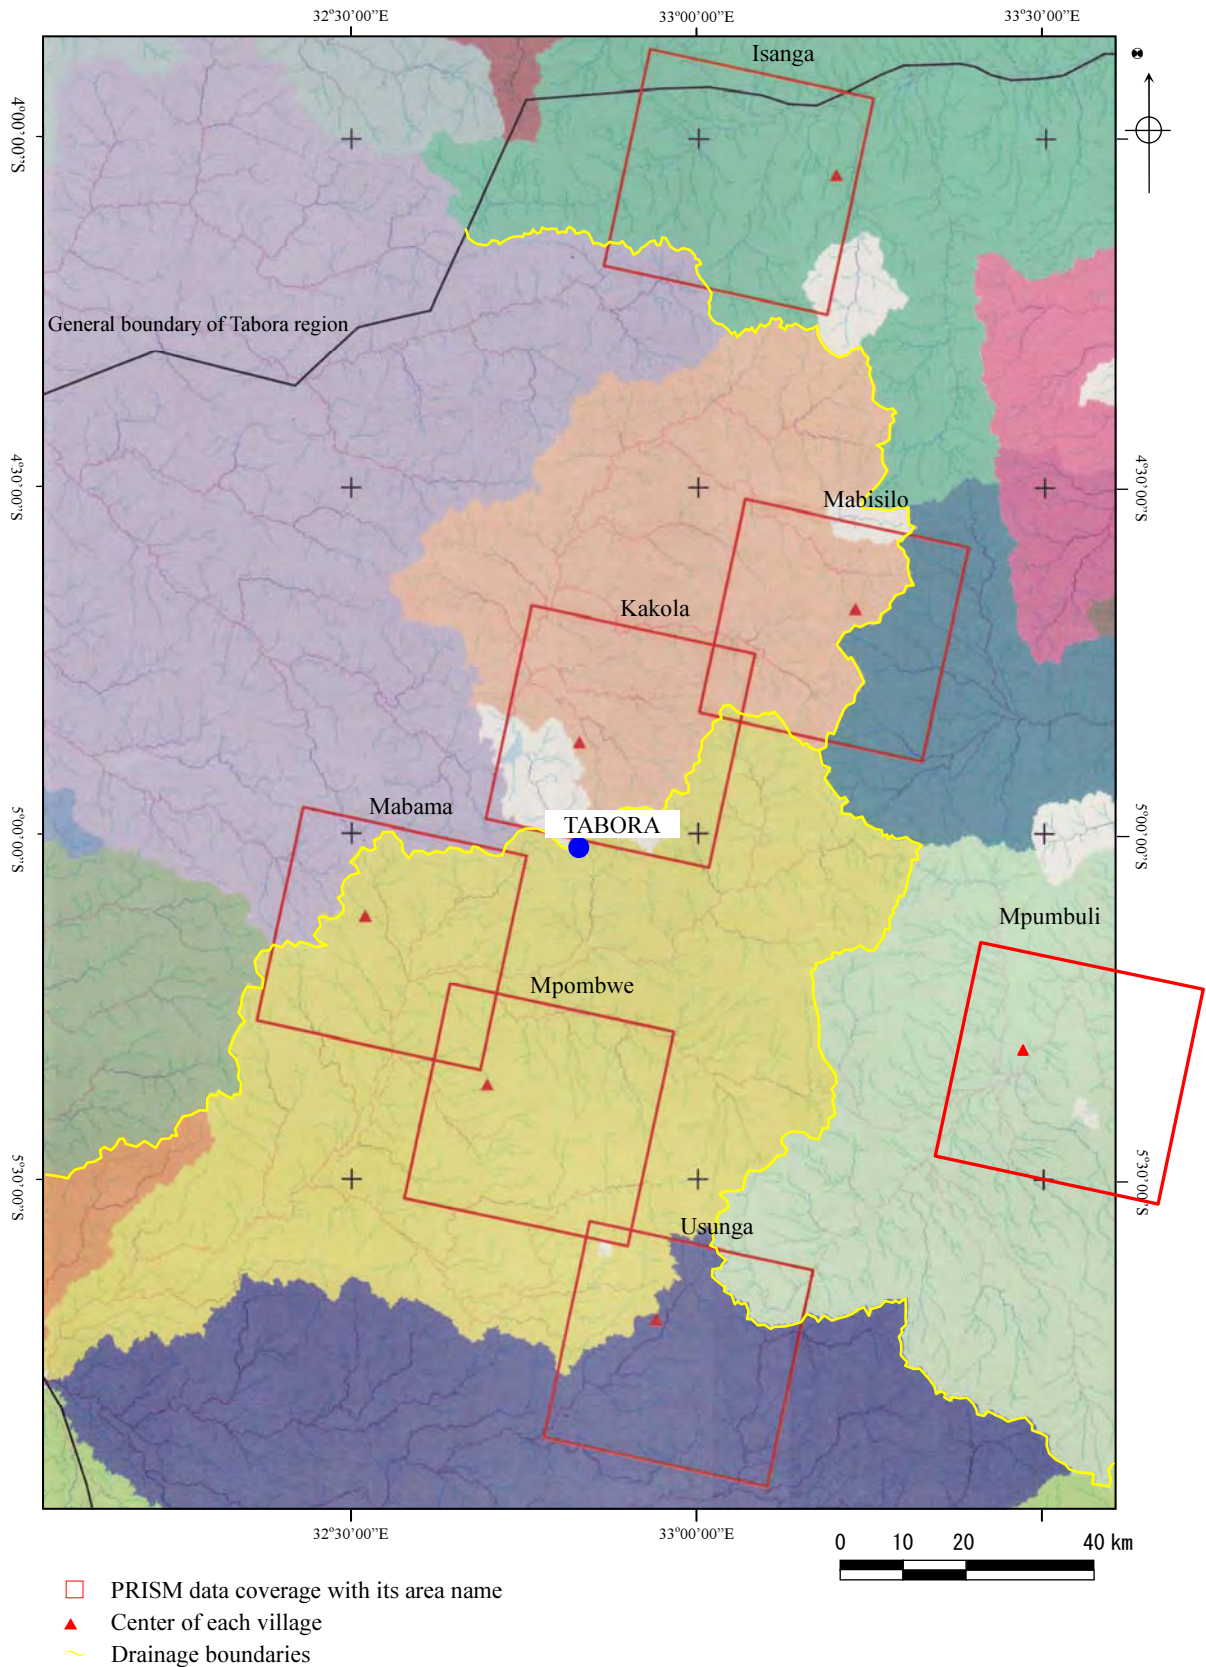 32°30’00”E
33°00’00”E
33°30’00”E
Isanga
4°00’00”S
4°00’00”S
General boundary of Tabora region
4°30’00”S
4°30’00”S
Mabisilo
Kakola
Mabama
TABORA
5°00’00”S
5°00’00”S
Mpumbuli
Mpombwe
5°30’00”S
5°30’00”S
Usunga
32°30’00”E
33°00’00”E
0 10 20 40 km
PRISM data coverage with its area name
Center of each village
Drainage boundaries